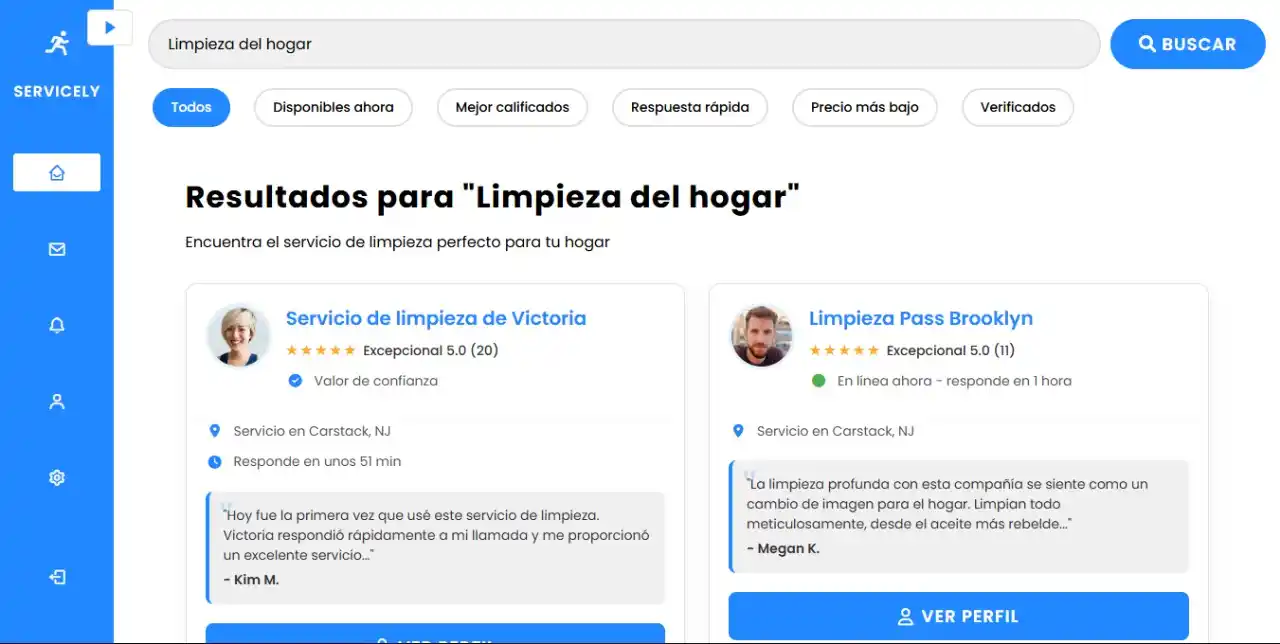 SERVICELY
Limpieza del hogar
BUSCAR
Todos
Disponibles ahora
Mejor calificados
Respuesta rápida
Precio más bajo
Verificados
Resultados para "Limpieza del hogar"
Encuentra el servicio de limpieza perfecto para tu hogar
Servicio de limpieza de Victoria
Excepcional 5.0 (20)
Valor de confianza
Servicio en Carstack, NJ
Responde en unos 51 min
"Hoy fue la primera vez que usé este servicio de limpieza.
Victoria respondió rápidamente a mi llamada y me proporcionó
un excelente servicio..."
- Kim M.
VER PERFIL
Limpieza Pass Brooklyn
Excepcional 5.0 (11)
En línea ahora - responde en 1 hora
Servicio en Carstack, NJ
"La limpieza profunda con esta compañía se siente como un
cambio de imagen para el hogar. Limpian todo
meticulosamente, desde el aceite más rebelde..."
- Megan K.
VER PERFIL